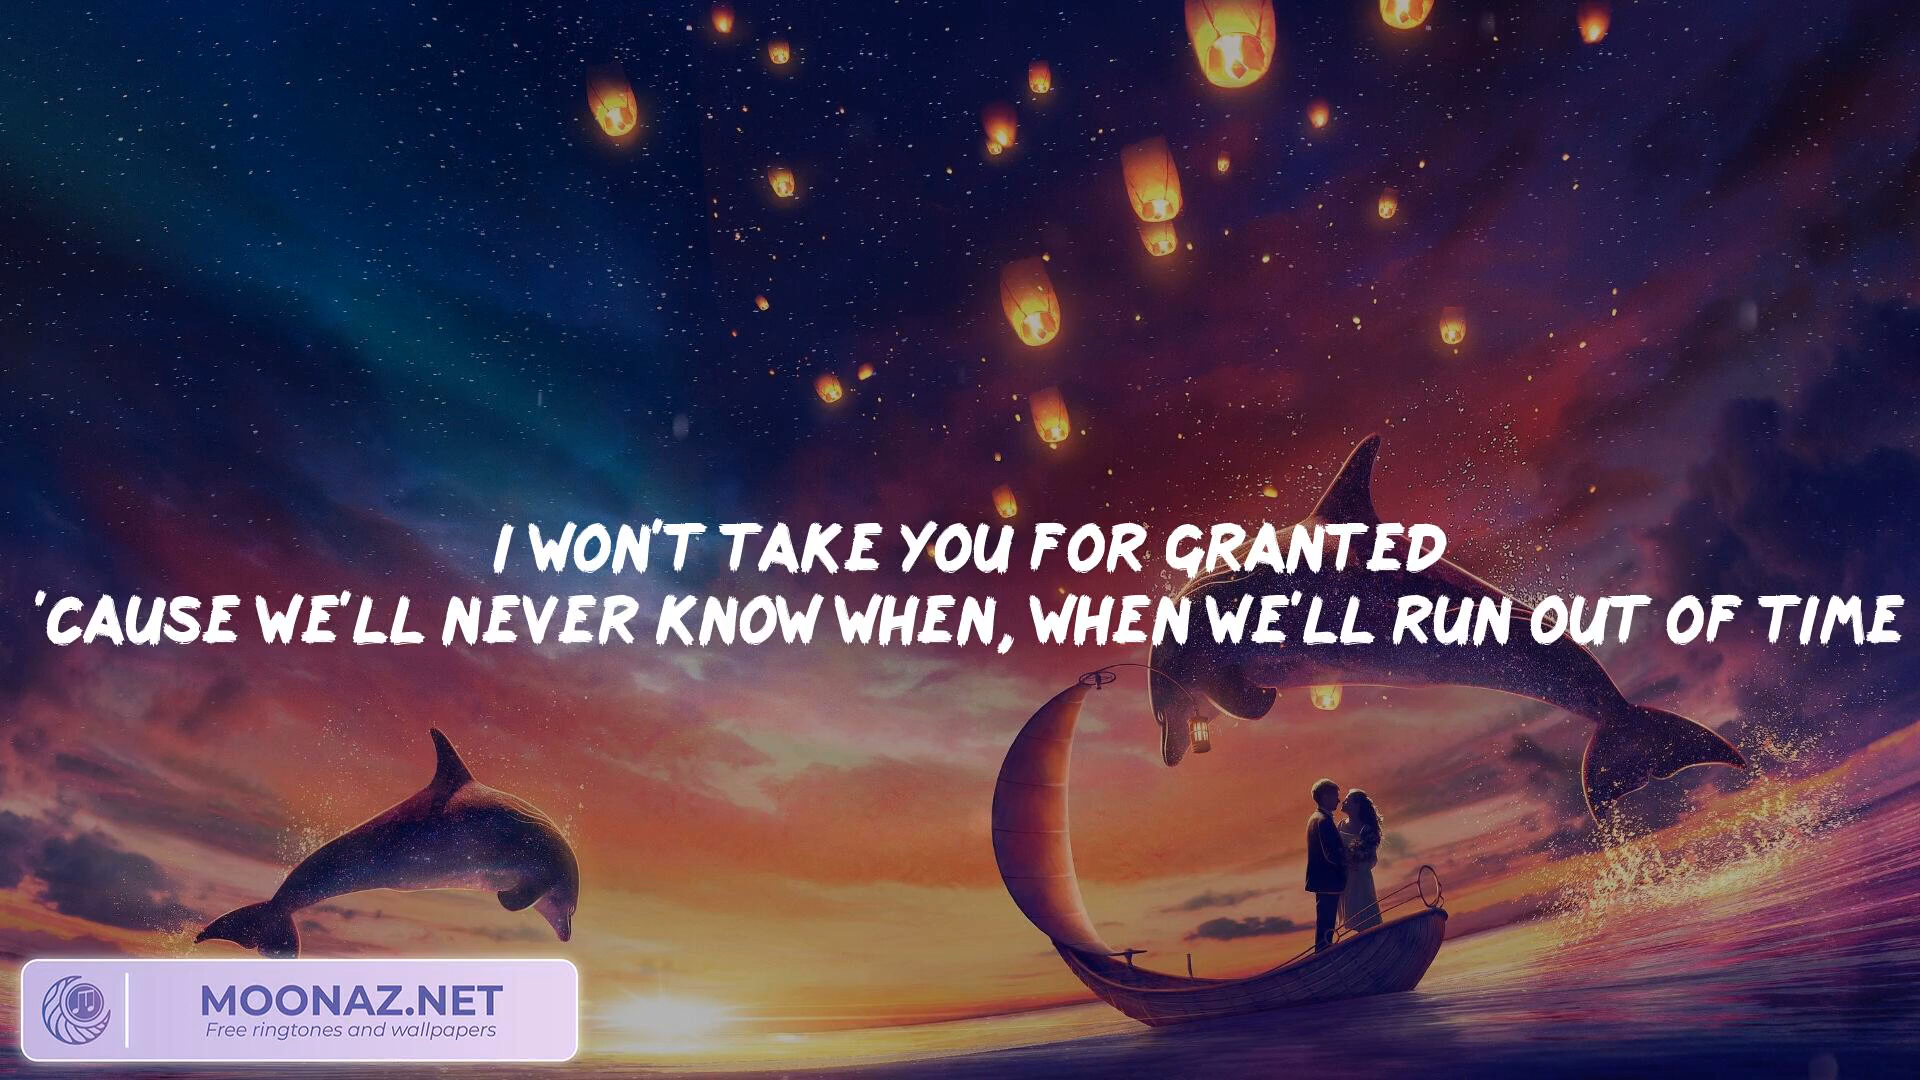 I WON'T TAKE YOU FOR GRANTED
'CAUSE WE'LL NEVER KNOW WHEN, WHEN WE'LL RUN OUT OF TIME
MOONAZ.NET
Free ringtones and wallpapers